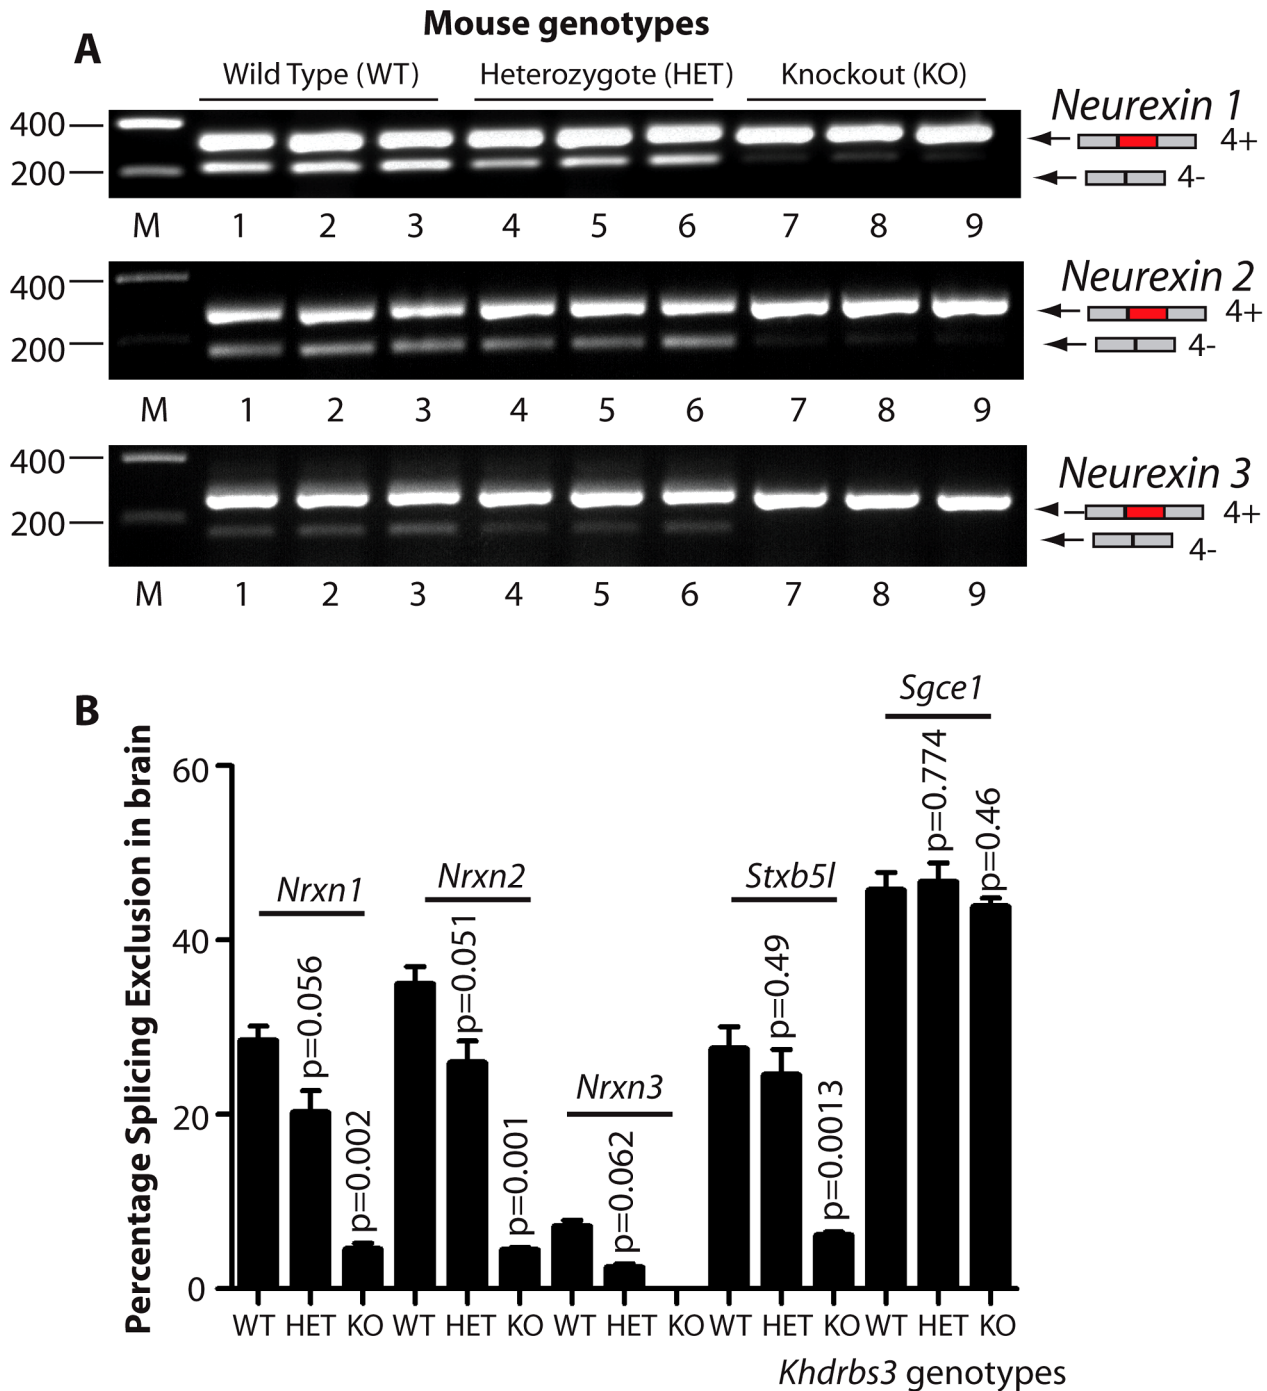 A
Mouse genotypes
Wild Type (WT)
Heterozygote (HET)
Knockout (KO)
400
200
Neurexin 1
4+
4-
M 1 2 3 4 5 6 7 8 9
400
200
Neurexin 2
4+
4-
M 1 2 3 4 5 6 7 8 9
400
200
Neurexin 3
4+
4-
M 1 2 3 4 5 6 7 8 9
B
Percentage Splicing Exclusion in brain
60
40
20
0
Nrxn1
p=0.056
p=0.002
Nrxn2
p=0.051
p=0.001
Nrxn3
p=0.062
Stxb5l
p=0.49
p=0.0013
Sgce1
p=0.774
p=0.46
WT HET KO WT HET KO WT HET KO WT HET KO WT HET KO
Khdrbs3 genotypes